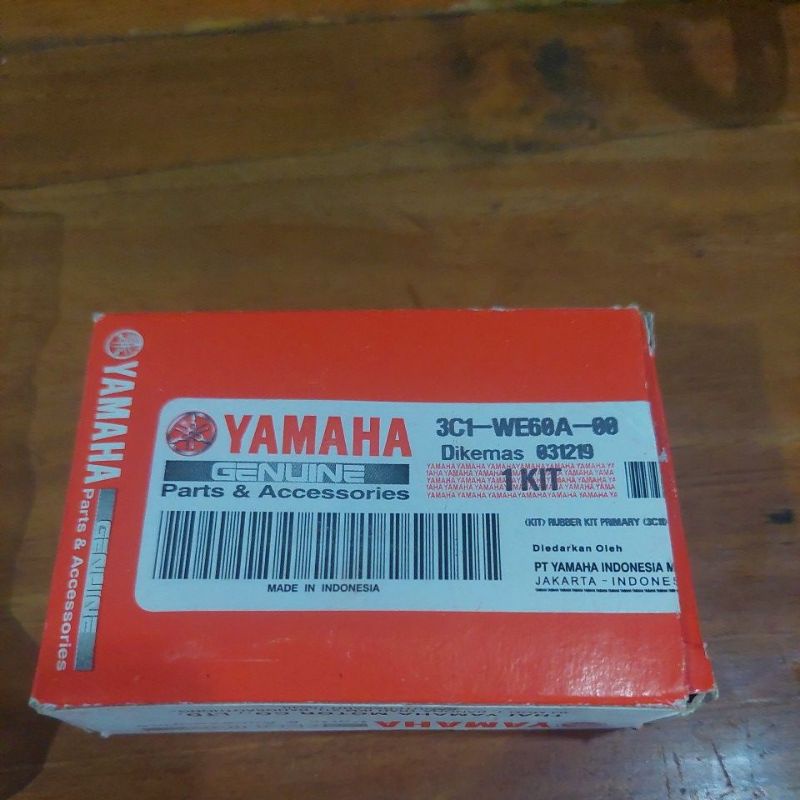 YAMAHA
GENUINE
Parts & Accessories
YAMAHA
GENUINE
Parts & Accessories
3C1-WE60A-00
Dikemas 031219
1 KIT
(KIT) RUBBER KIT PRIMARY (3C1)
Diedarkan Oleh
PT YAMAHA INDONESIA M
JAKARTA - INDONES
MADE IN INDONESIA